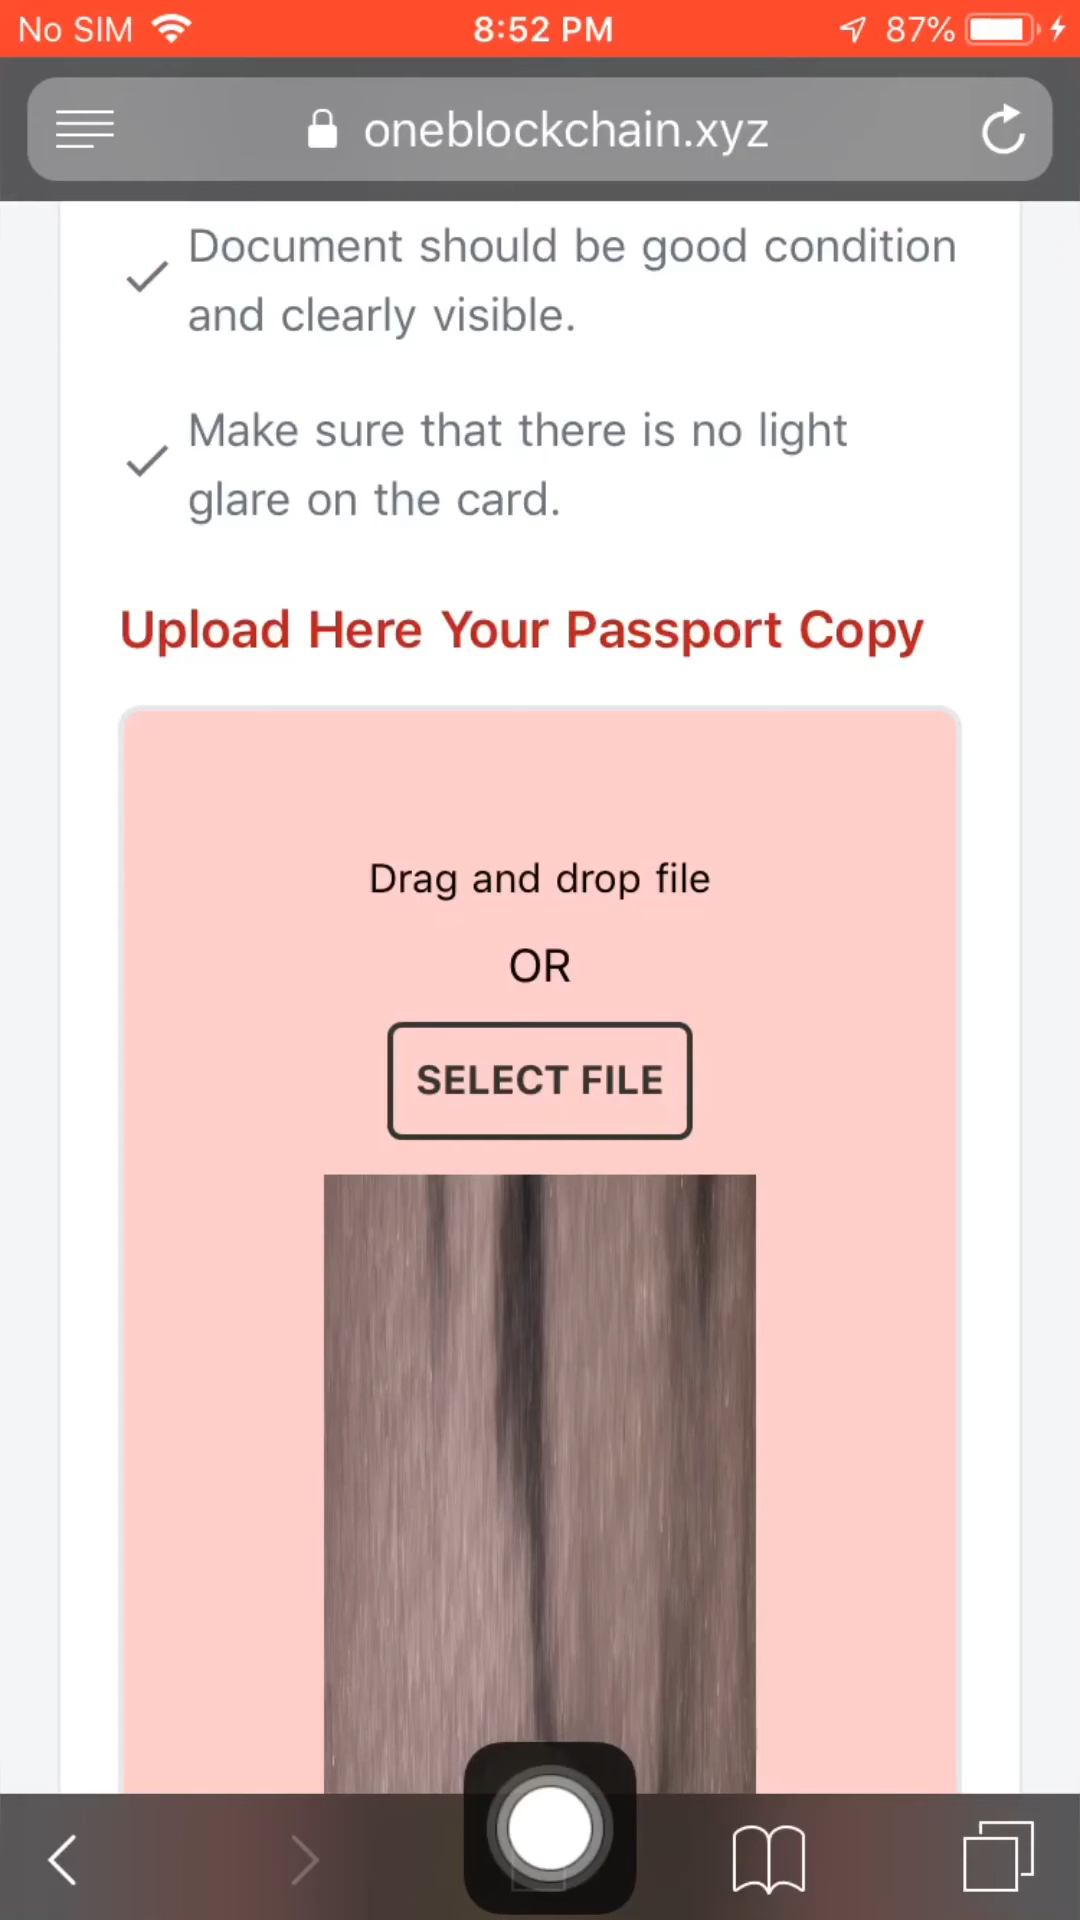 No SIM 8:52 PM 87%
oneblockchain.xyz
Document should be good condition
and clearly visible.
Make sure that there is no light
glare on the card.
Upload Here Your Passport Copy
Drag and drop file
OR
SELECT FILE